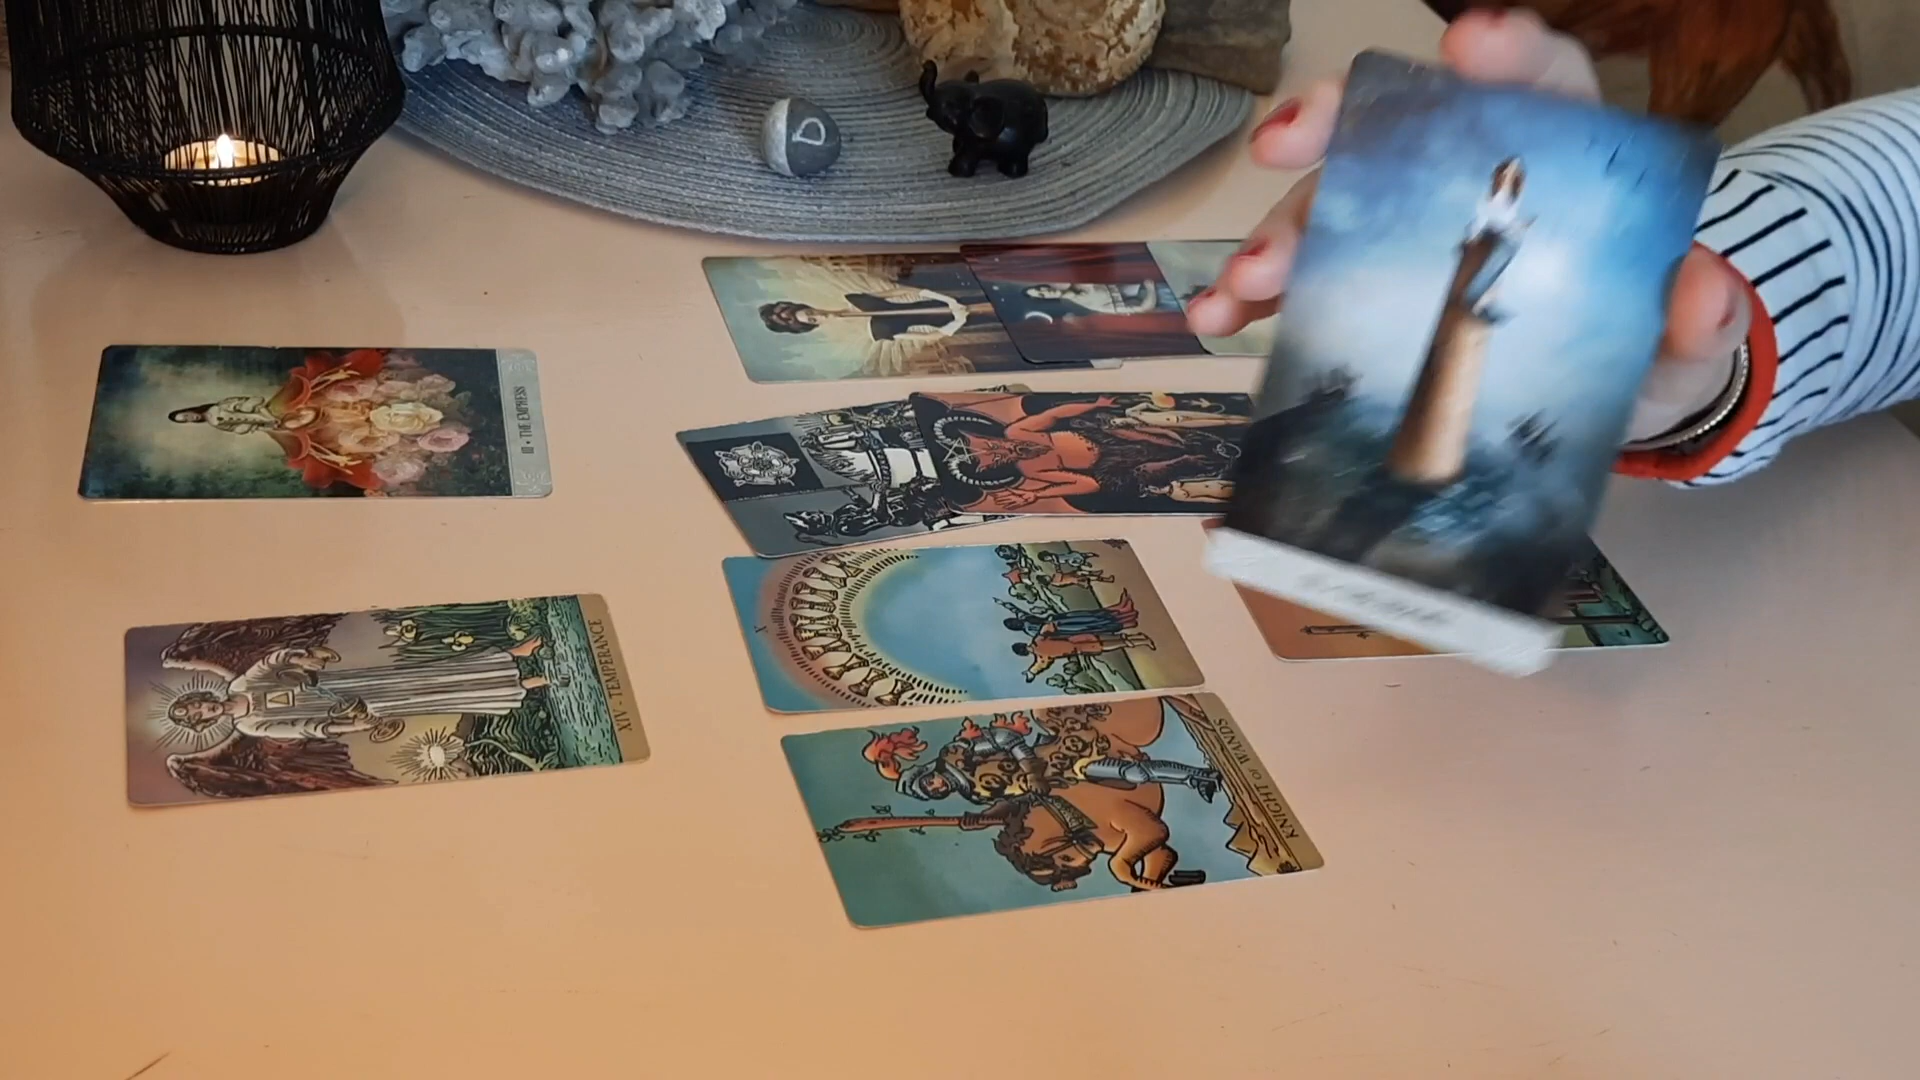 D
III • THE EMPRESS
XIV - TEMPERANCE
X
KNIGHT OF WANDS